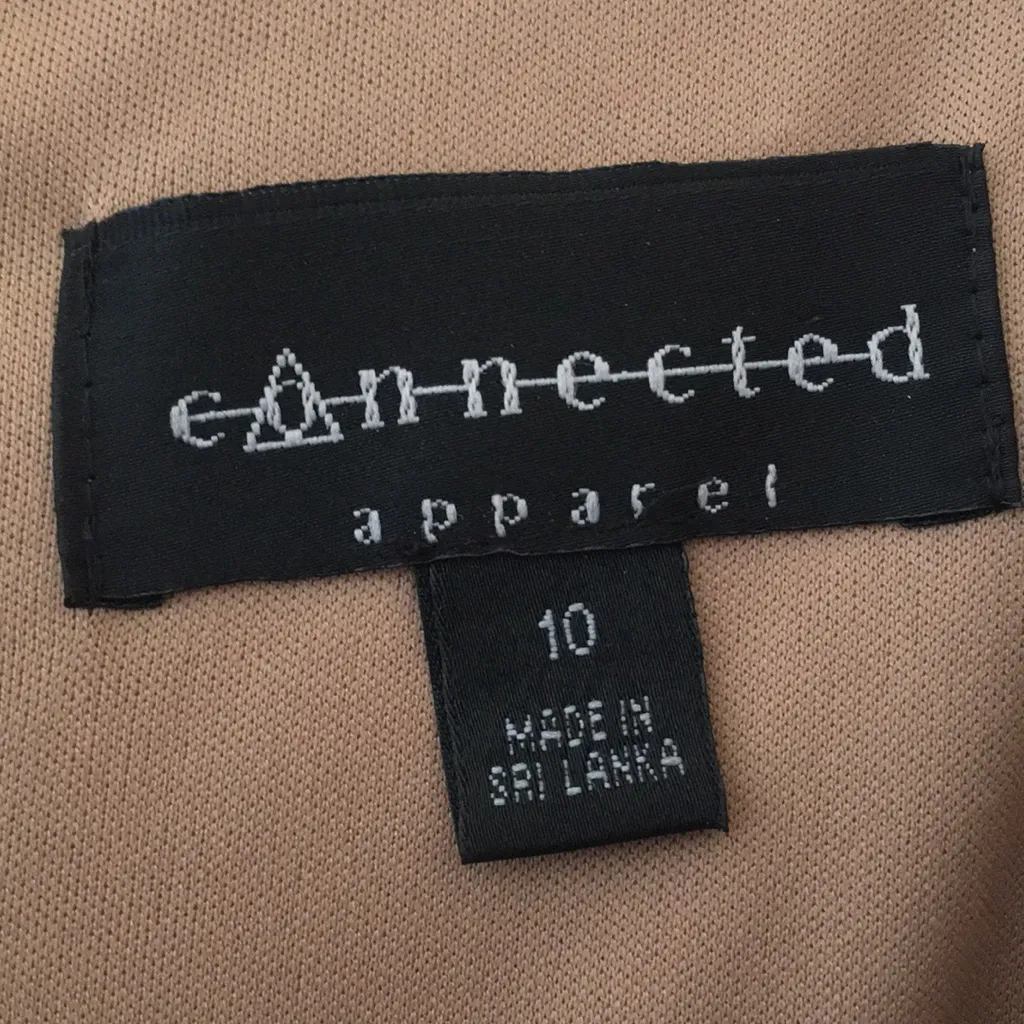 connected
apparel
10
MADE IN
SRI LANKA